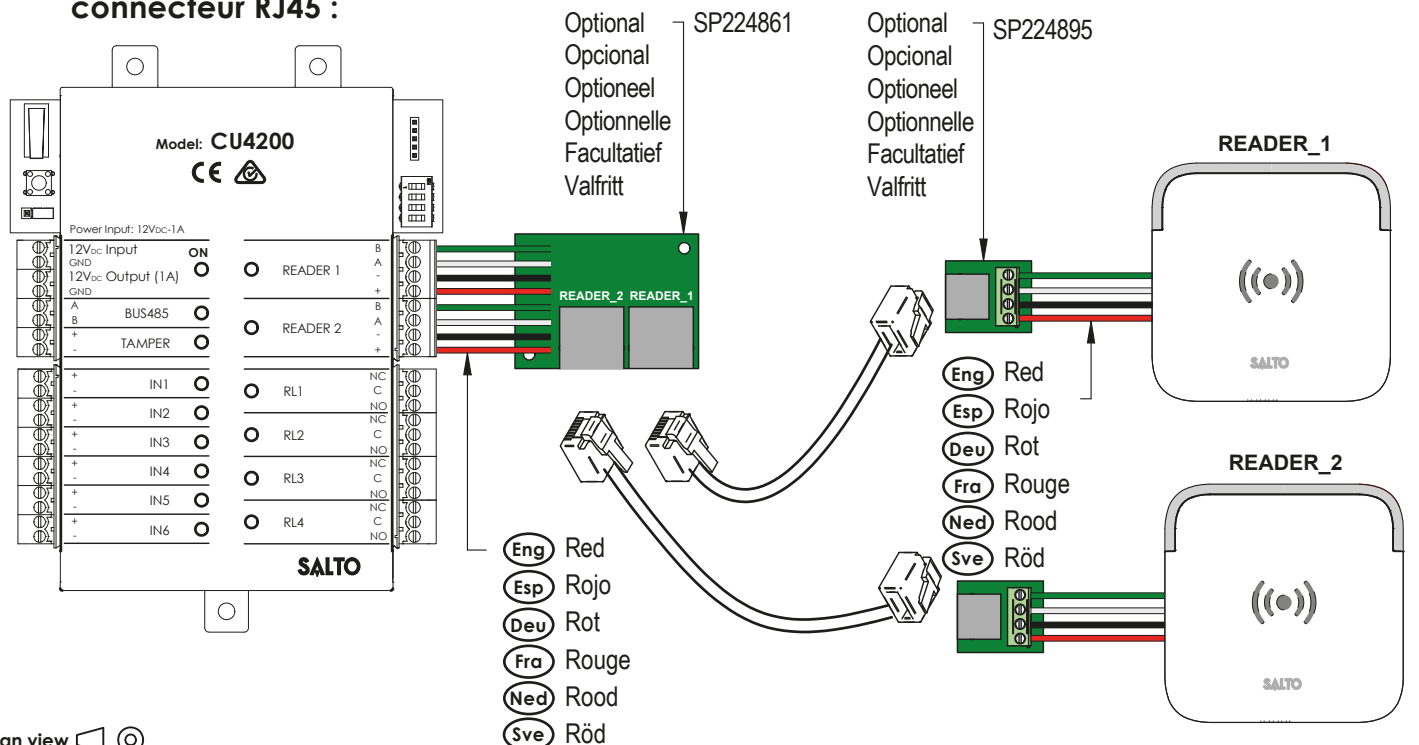 connecteur RJ45 :
Optional
Opcional
Optioneel
Optionnelle
Facultatief
Valfritt
SP224861
Optional
Opcional
Optioneel
Optionnelle
Facultatief
Valfritt
SP224895
Model: CU4200
CE
Power Input: 12VDC-1A
12VDC Input
GND
12VDC Output (1A)
GND
ON
A
B
BUS485
+
-
TAMPER
+
-
IN1
+
-
IN2
+
-
IN3
+
-
IN4
+
-
IN5
+
-
IN6
READER 1
B
A
-
+
READER 2
B
A
-
+
RL1
NC
C
NO
RL2
NC
C
NO
RL3
NC
C
NO
RL4
NC
C
NO
SALTO
READER_2 READER_1
READER_1
SALTO
Eng Red
Esp Rojo
Deu Rot
Fra Rouge
Ned Rood
Sve Röd
READER_2
SALTO
Eng Red
Esp Rojo
Deu Rot
Fra Rouge
Ned Rood
Sve Röd
view